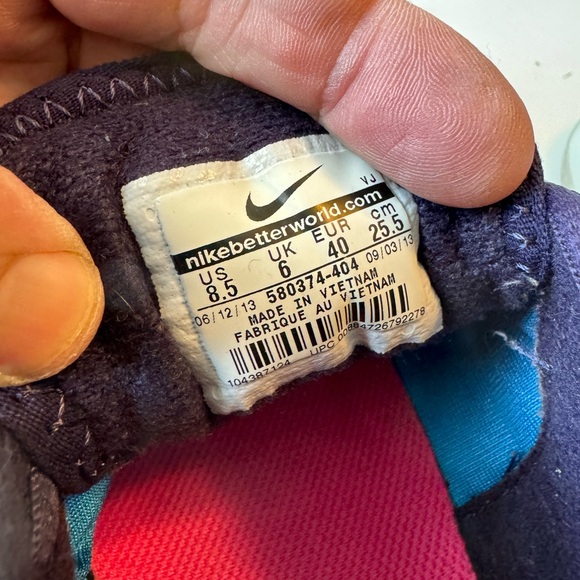 VJ
nikebetterworld.com
US UK EUR cm
8.5 6 40 25.5
06/12/13 580374-404 09/03/13
MADE IN VIETNAM
FABRIQUE AU VIETNAM
104387124 UPC 00884726792278